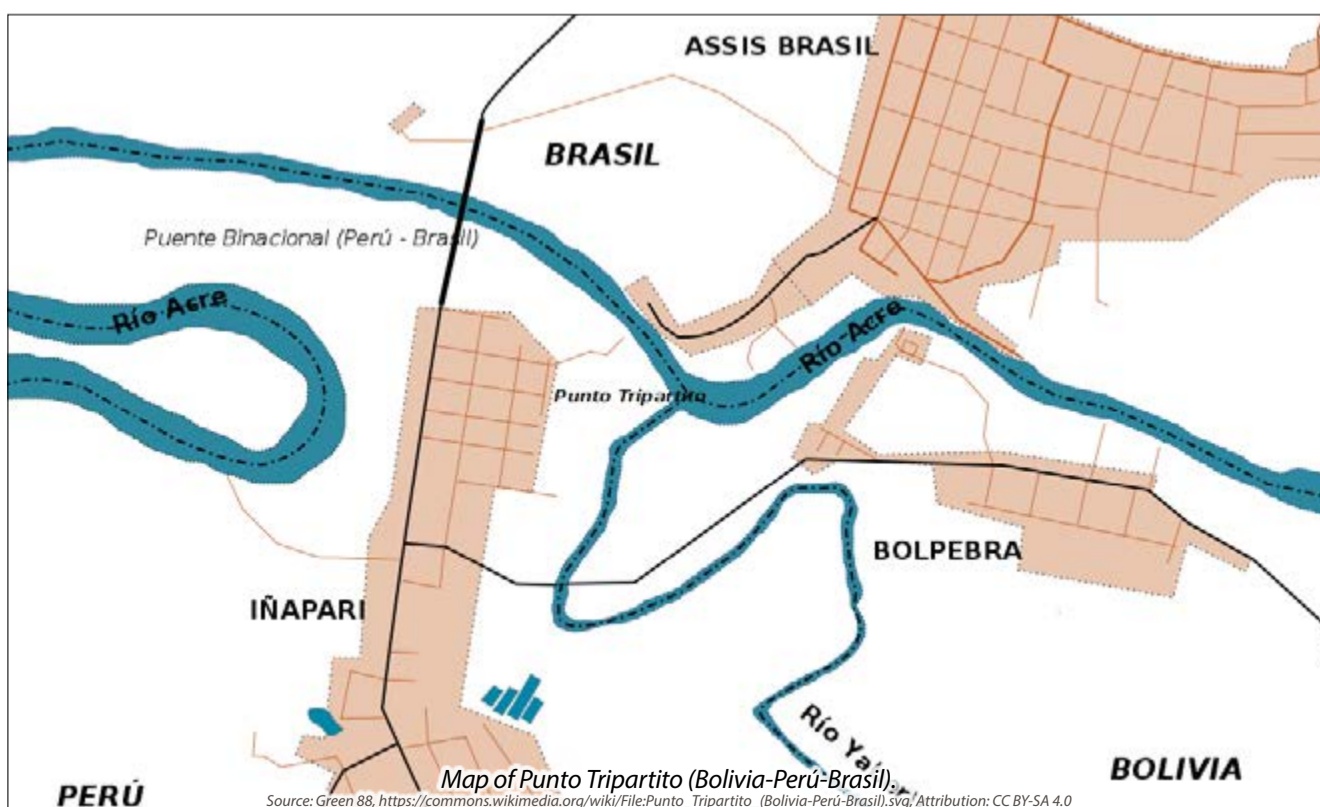 ASSIS BRASIL
BRASIL
Puente Binacional (Perú - Brasil)
Río Acre
Río Acre
Punto Tripartito
BOLPEBRA
IÑAPARI
Río
BOLIVIA
PERÚ
Map of Punto Tripartito (Bolivia-Perú-Brasil)
Source: Green 88, https://commons.wikimedia.org/wiki/File:Punto_Tripartito_(Bolivia-Perú-Brasil).svg, Attribution: CC BY-SA 4.0